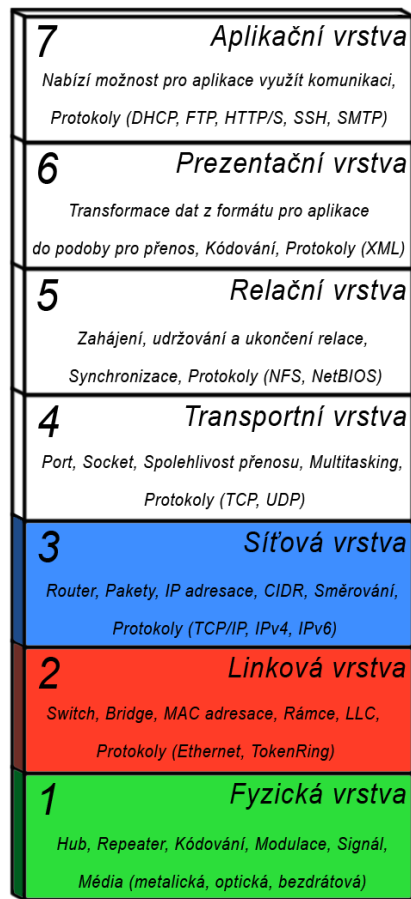 7 Aplikační vrstva
Nabízí možnost pro aplikace využít komunikaci,
Protokoly (DHCP, FTP, HTTP/S, SSH, SMTP)
6 Prezentační vrstva
Transformace dat z formátu pro aplikace
do podoby pro přenos, Kódování, Protokoly (XML)
5 Relační vrstva
Zahájení, udržování a ukončení relace,
Synchronizace, Protokoly (NFS, NetBIOS)
4 Transportní vrstva
Port, Socket, Spolehlivost přenosu, Multitasking,
Protokoly (TCP, UDP)
3 Síťová vrstva
Router, Pakety, IP adresace, CIDR, Směrování,
Protokoly (TCP/IP, IPv4, IPv6)
2 Linková vrstva
Switch, Bridge, MAC adresace, Rámce, LLC,
Protokoly (Ethernet, TokenRing)
1 Fyzická vrstva
Hub, Repeater, Kódování, Modulace, Signál,
Média (metalická, optická, bezdrátová)